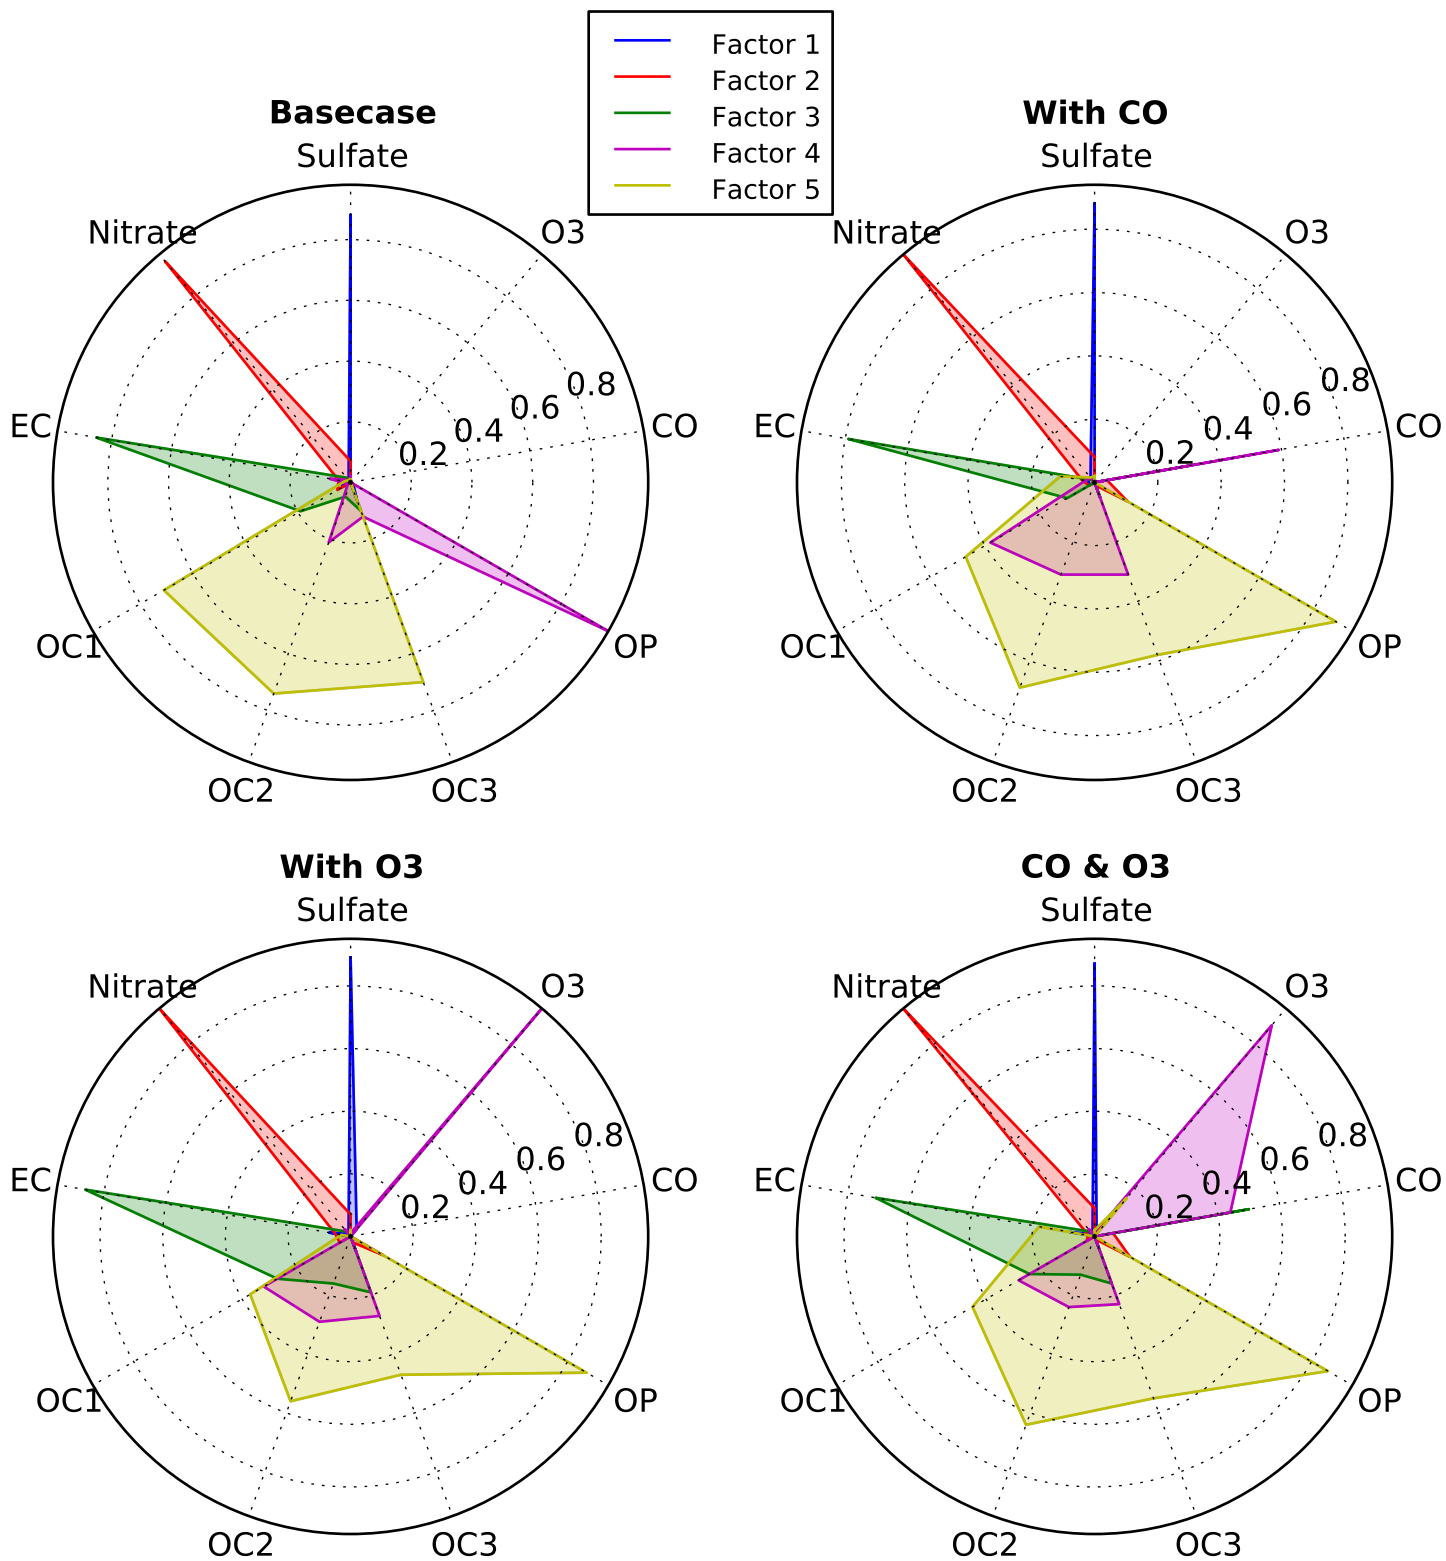 Factor 1
Factor 2
Factor 3
Factor 4
Factor 5
Basecase
Sulfate
Nitrate
O3
EC
CO
0.2
0.4
0.6
0.8
OC1
OP
OC2
OC3
With CO
Sulfate
Nitrate
O3
EC
CO
0.2
0.4
0.6
0.8
OC1
OP
OC2
OC3
With O3
Sulfate
Nitrate
O3
EC
CO
0.2
0.4
0.6
0.8
OC1
OP
OC2
OC3
CO & O3
Sulfate
Nitrate
O3
EC
CO
0.2
0.4
0.6
0.8
OC1
OP
OC2
OC3